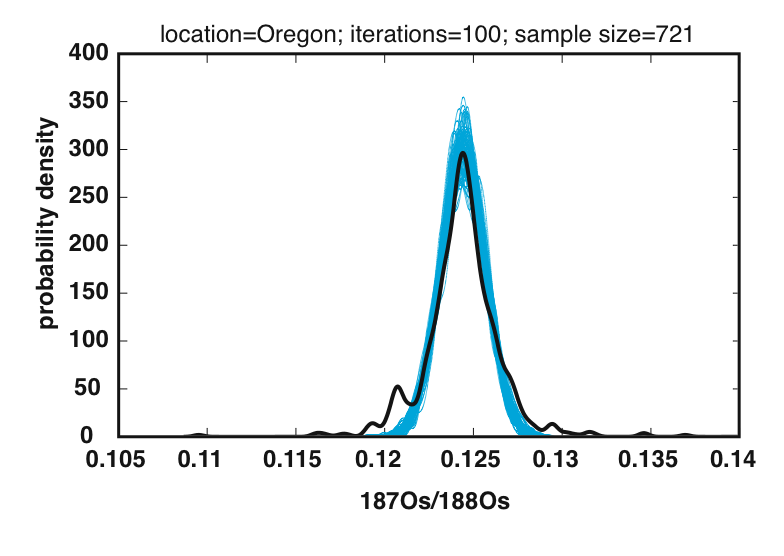 location=Oregon; iterations=100; sample size=721
400
350
300
250
200
150
100
50
0
probability density
0.105 0.11 0.115 0.12 0.125 0.13 0.135 0.14
187Os/188Os